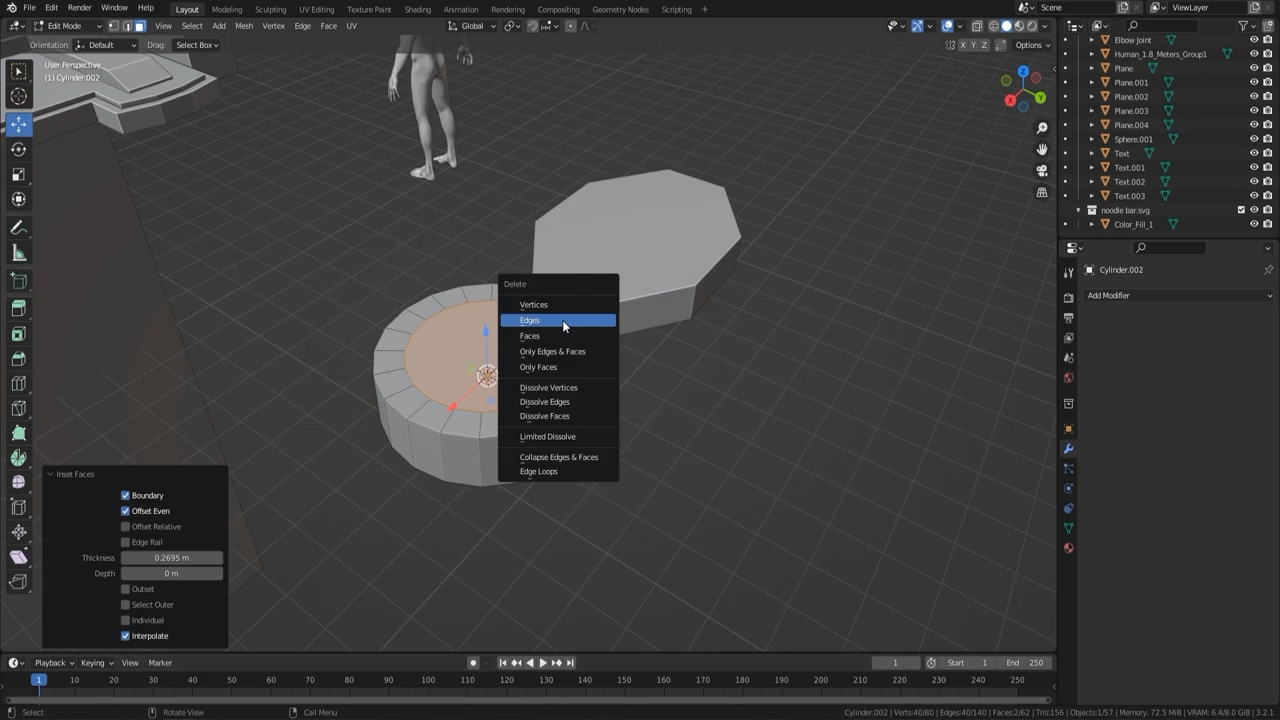 File Edit Render Window Help Layout Modeling Sculpting UV Editing Texture Paint Shading Animation Rendering Compositing Geometry Nodes Scripting + Scene ViewLayer
Edit Mode View Select Add Mesh Vertex Edge Face UV Global
Orientation: Default Drag: Select Box X Y Z Options
User Perspective
(1) Cylinder.002
Elbow Joint
Human_1.8_Meters_Group1
Plane
Plane.001
Plane.002
Plane.003
Plane.004
Sphere.001
Text
Text.001
Text.002
Text.003
noodle bar.svg
Color_Fill_1
Cylinder.002
Add Modifier
Z
X Y
Delete
Vertices
Edges
Faces
Only Edges & Faces
Only Faces
Dissolve Vertices
Dissolve Edges
Dissolve Faces
Limited Dissolve
Collapse Edges & Faces
Edge Loops
Inset Faces
Boundary
Offset Even
Offset Relative
Edge Rail
Thickness 0.2695 m
Depth 0 m
Outset
Select Outer
Individual
Interpolate
Playback Keying View Marker 1 Start 1 End 250
1 10 20 30 40 50 60 70 80 90 100 110 120 130 140 150 160 170 180 190 200 210 220 230 240 250
Select Rotate View Call Menu Cylinder.002 | Verts:40/80 | Edges:40/140 | Faces:2/62 | Tris:156 | Objects:1/57 | Memory: 72.5 MiB | VRAM: 6.4/8.0 GiB | 3.2.1